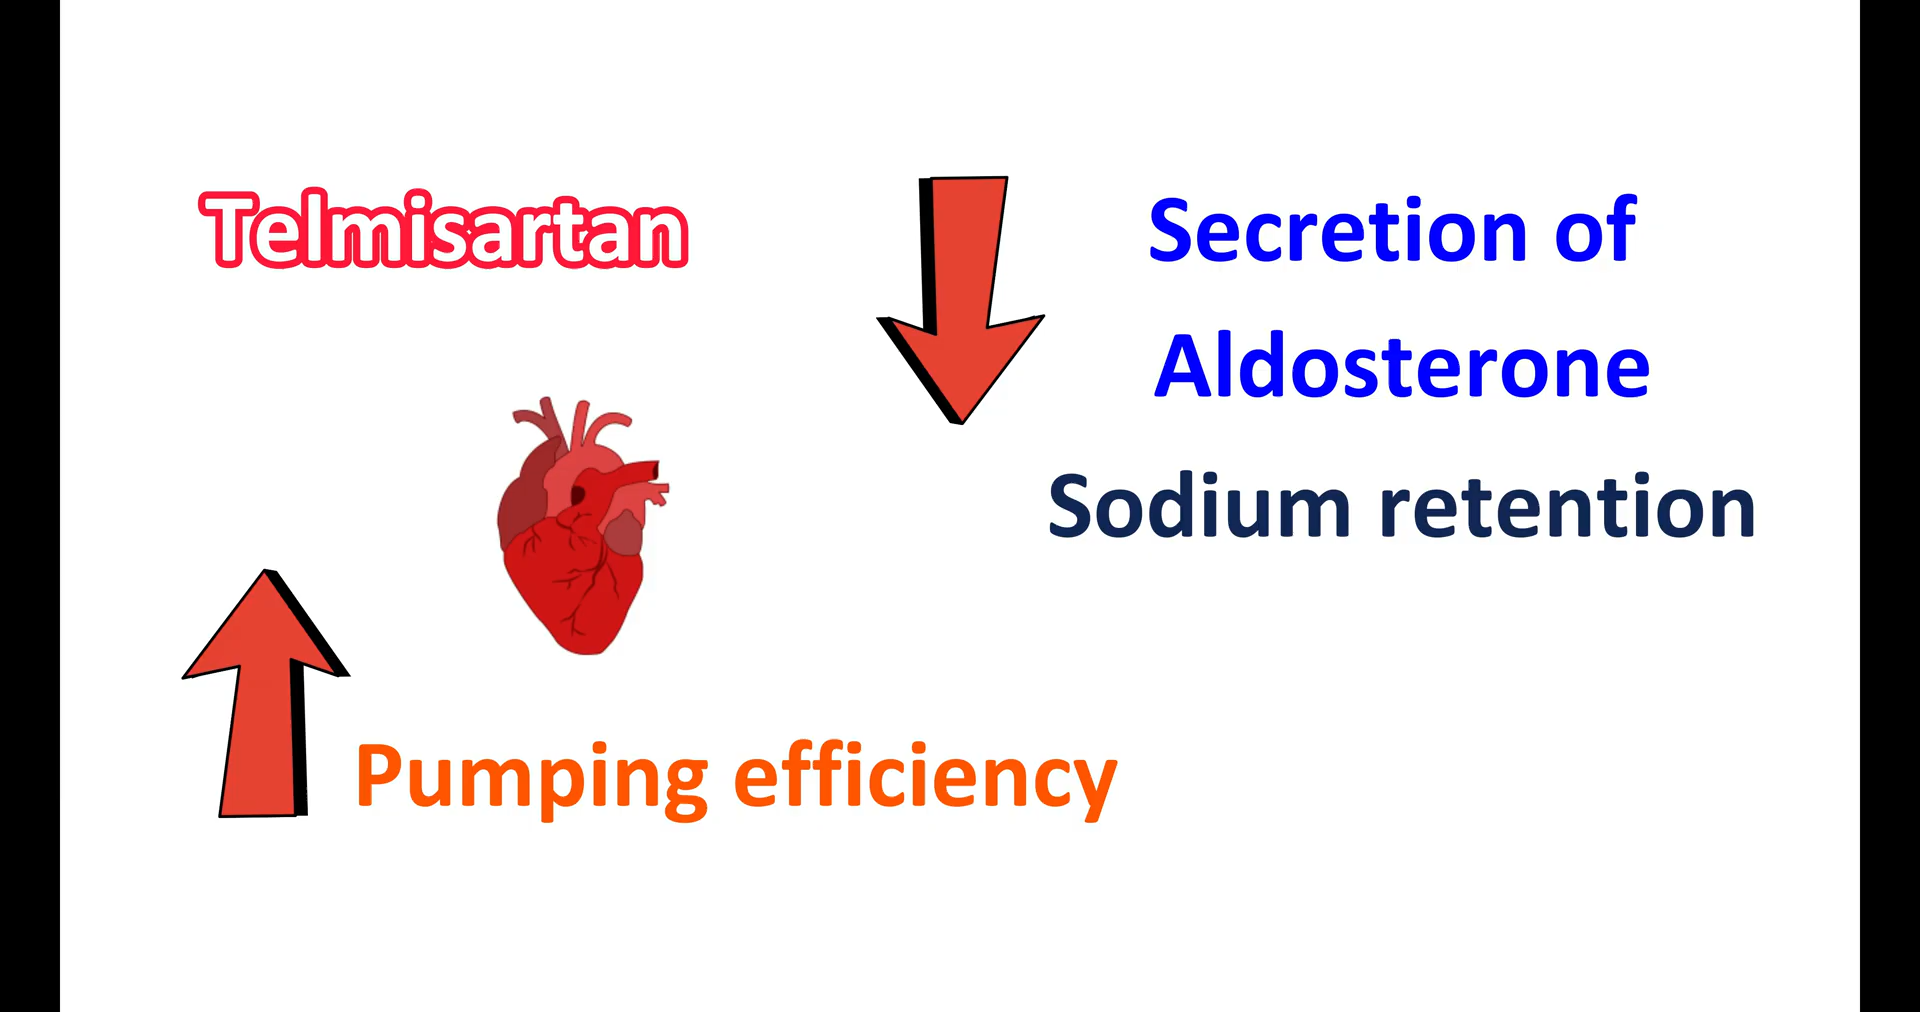 Telmisartan
Secretion of
Aldosterone
Sodium retention
Pumping efficiency